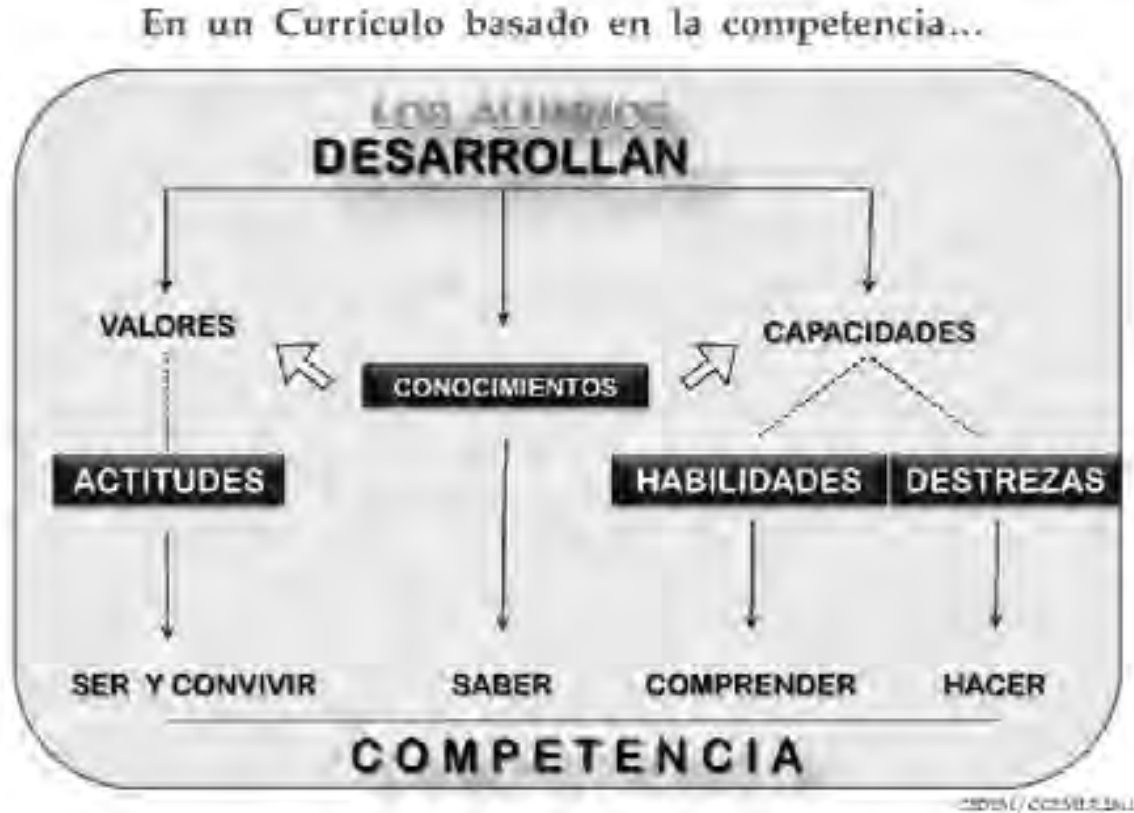 En un Currículo basado en la competencia...
LOS ALUMNOS
DESARROLLAN
VALORES
CAPACIDADES
CONOCIMIENTOS
ACTITUDES
HABILIDADES
DESTREZAS
SER Y CONVIVIR
SABER
COMPRENDER
HACER
COMPETENCIA